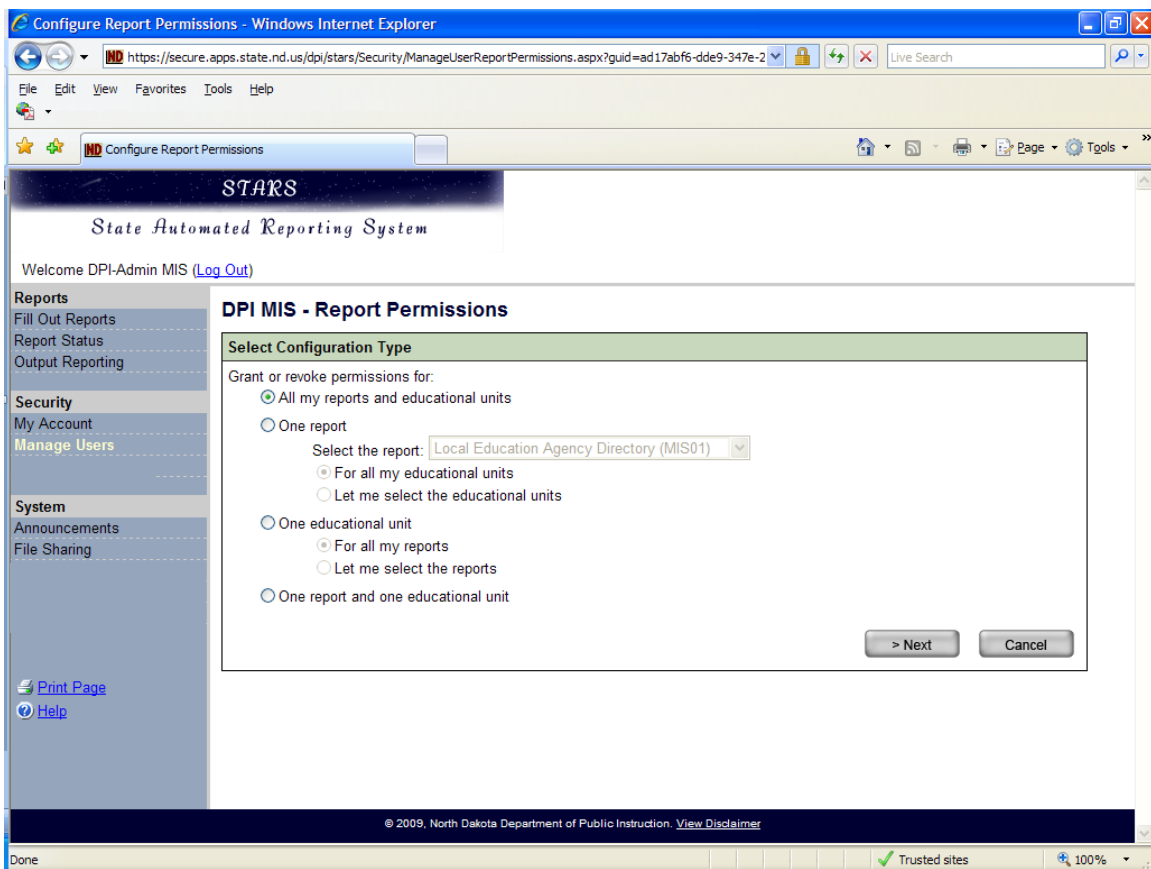 Configure Report Permissions - Windows Internet Explorer
https://secure.apps.state.nd.us/dpi/stars/Security/ManageUserReportPermissions.aspx?guid=ad17abf6-dde9-347e-2
Live Search
File Edit View Favorites Tools Help
ND Configure Report Permissions
Page Tools
STARS
State Automated Reporting System
Welcome DPI-Admin MIS (Log Out)
Reports
Fill Out Reports
Report Status
Output Reporting
Security
My Account
Manage Users
System
Announcements
File Sharing
Print Page
Help
DPI MIS - Report Permissions
Select Configuration Type
Grant or revoke permissions for:
All my reports and educational units
One report
Select the report: Local Education Agency Directory (MIS01)
For all my educational units
Let me select the educational units
One educational unit
For all my reports
Let me select the reports
One report and one educational unit
> Next Cancel
© 2009, North Dakota Department of Public Instruction. View Disclaimer
Done Trusted sites 100%